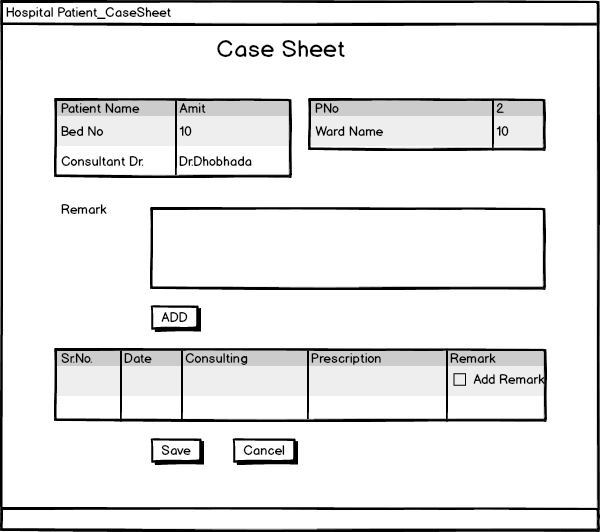 Hospital Patient_CaseSheet
Case Sheet
Patient Name Amit
Bed No 10
Consultant Dr. Dr.Dhobhada
PNo 2
Ward Name 10
Remark
ADD
Sr.No. Date Consulting Prescription Remark
Add Remark
Save Cancel